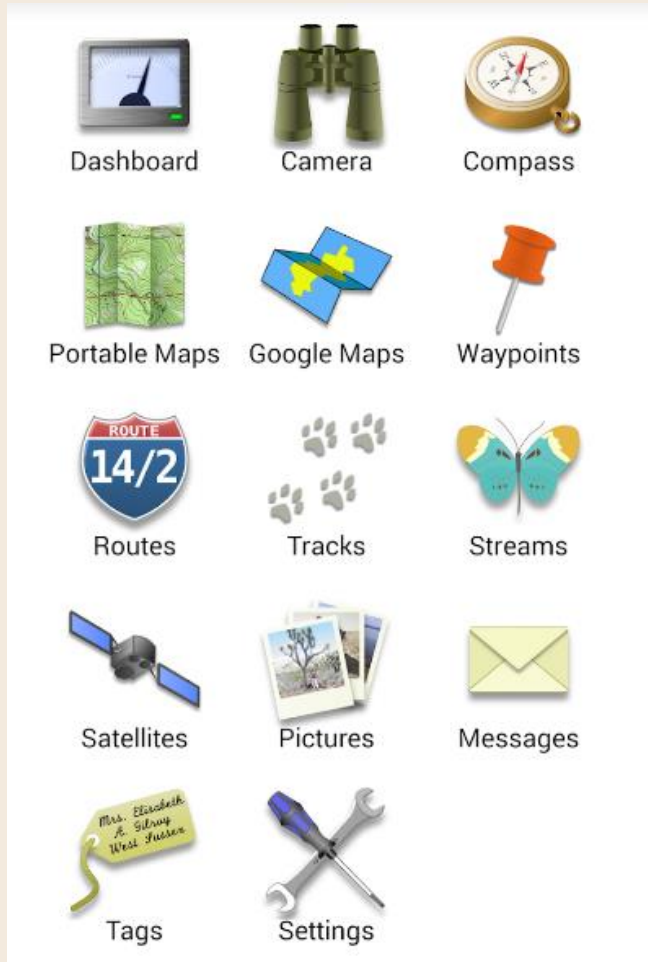 Dashboard
Camera
Compass
Portable Maps
Google Maps
Waypoints
ROUTE
14/2
Routes
Tracks
Streams
Satellites
Pictures
Messages
Mrs. Elizabeth
A. Gilroy
West Sussex
Tags
Settings